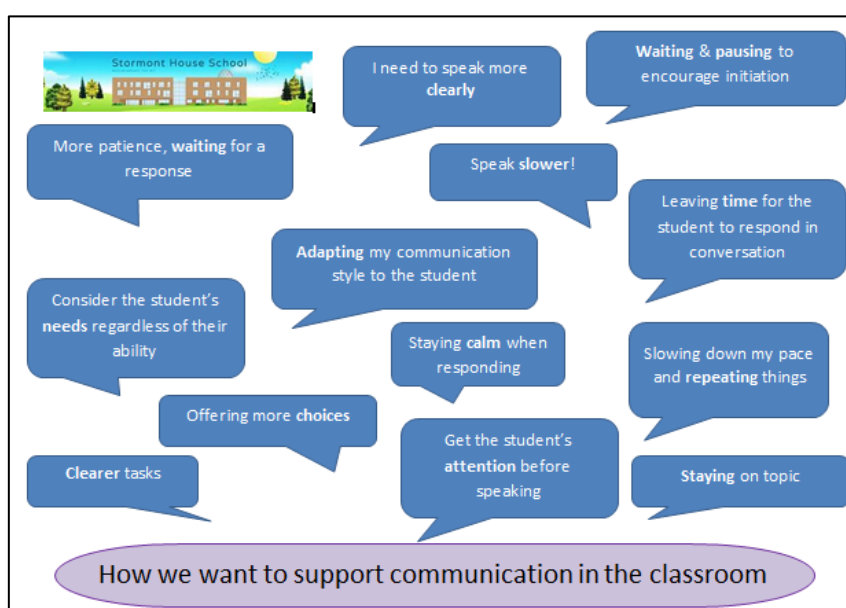 Stormont House School
I need to speak more
clearly
Waiting & pausing to
encourage initiation
More patience, waiting for a
response
Speak slower!
Leaving time for the
student to respond in
conversation
Adapting my communication
style to the student
Consider the student's
needs regardless of their
ability
Staying calm when
responding
Slowing down my pace
and repeating things
Offering more choices
Get the student's
attention before
speaking
Clearer tasks
Staying on topic
How we want to support communication in the classroom